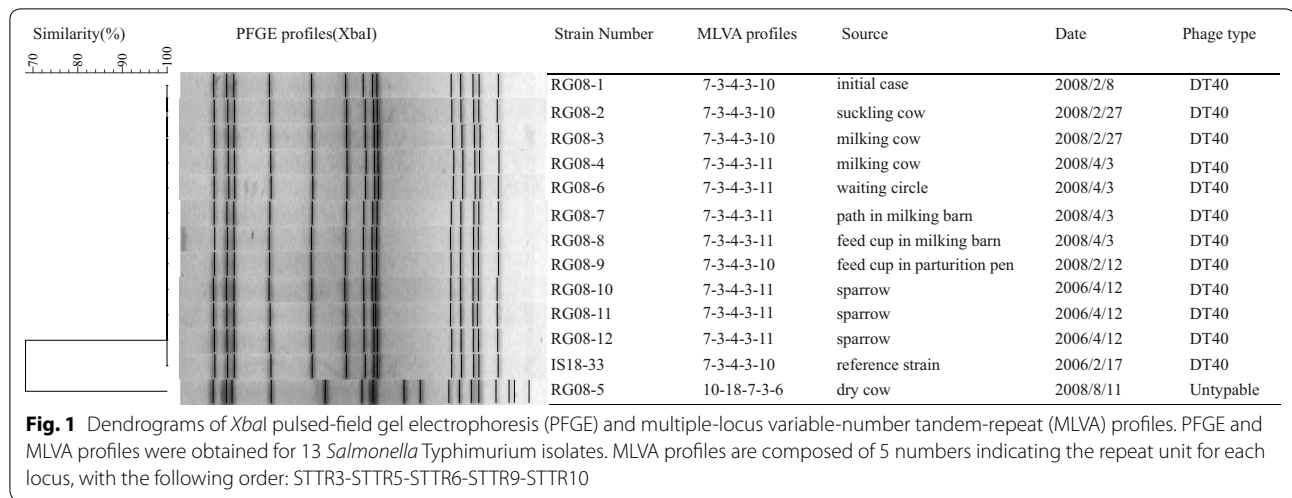 Similarity(%) PFGE profiles(XbaI) Strain Number MLVA profiles Source Date Phage type
70 80 90 100
RG08-1 7-3-4-3-10 initial case 2008/2/8 DT40
RG08-2 7-3-4-3-10 suckling cow 2008/2/27 DT40
RG08-3 7-3-4-3-10 milking cow 2008/2/27 DT40
RG08-4 7-3-4-3-11 milking cow 2008/4/3 DT40
RG08-6 7-3-4-3-11 waiting circle 2008/4/3 DT40
RG08-7 7-3-4-3-11 path in milking barn 2008/4/3 DT40
RG08-8 7-3-4-3-11 feed cup in milking barn 2008/4/3 DT40
RG08-9 7-3-4-3-10 feed cup in parturition pen 2008/2/12 DT40
RG08-10 7-3-4-3-11 sparrow 2006/4/12 DT40
RG08-11 7-3-4-3-11 sparrow 2006/4/12 DT40
RG08-12 7-3-4-3-11 sparrow 2006/4/12 DT40
IS18-33 7-3-4-3-10 reference strain 2006/2/17 DT40
RG08-5 10-18-7-3-6 dry cow 2008/8/11 Untypable
Fig. 1 Dendrograms of XbaI pulsed-field gel electrophoresis (PFGE) and multiple-locus variable-number tandem-repeat (MLVA) profiles. PFGE and
MLVA profiles were obtained for 13 Salmonella Typhimurium isolates. MLVA profiles are composed of 5 numbers indicating the repeat unit for each
locus, with the following order: STTR3-STTR5-STTR6-STTR9-STTR10